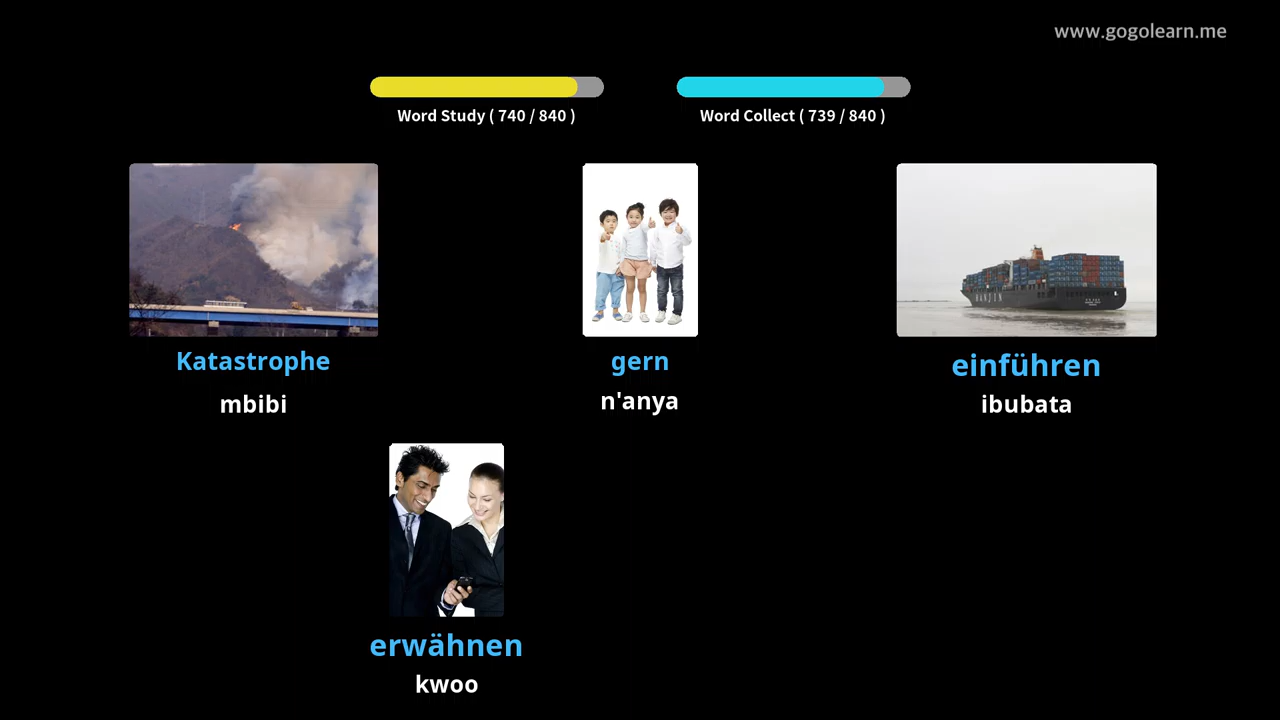 www.gogolearn.me
Word Study ( 740 / 840 )
Word Collect ( 739 / 840 )
HANJIN
Katastrophe
gern
einführen
mbibi
n'anya
ibubata
erwähnen
kwoo